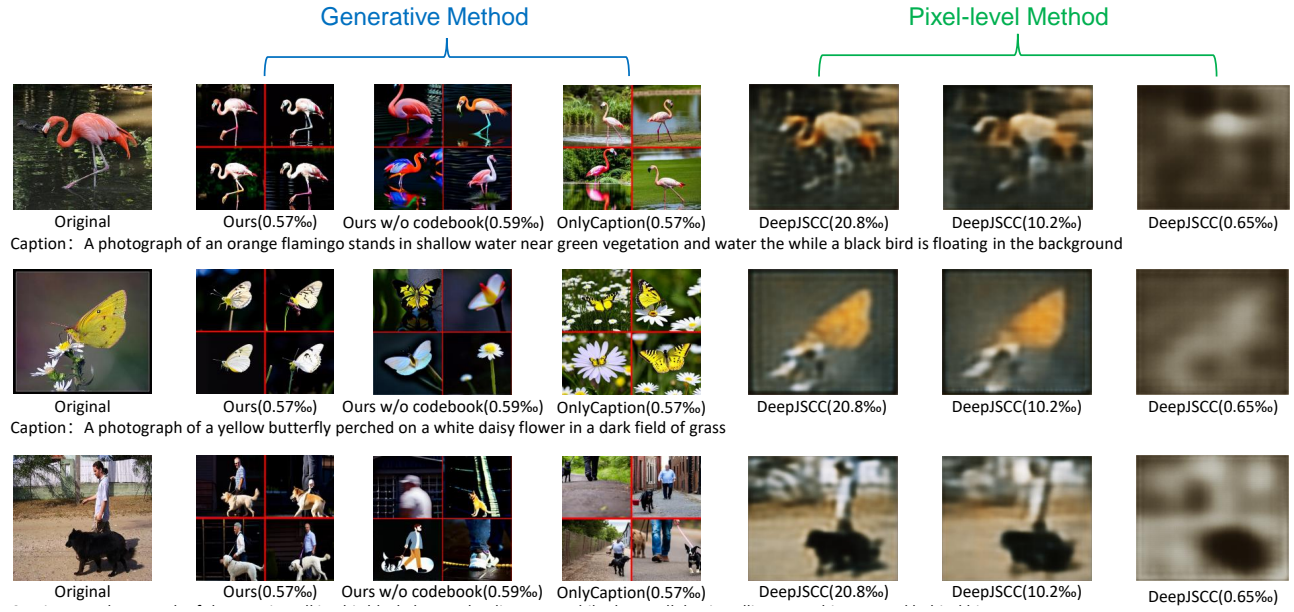 Generative Method
Pixel-level Method
Original
Ours(0.57‰)
Ours w/o codebook(0.59‰)
OnlyCaption(0.57‰)
DeepJSCC(20.8‰)
DeepJSCC(10.2‰)
DeepJSCC(0.65‰)
Caption：A photograph of an orange flamingo stands in shallow water near green vegetation and water the while a black bird is floating in the background
Original
Ours(0.57‰)
Ours w/o codebook(0.59‰)
OnlyCaption(0.57‰)
DeepJSCC(20.8‰)
DeepJSCC(10.2‰)
DeepJSCC(0.65‰)
Caption：A photograph of a yellow butterfly perched on a white daisy flower in a dark field of grass
Original
Ours(0.57‰)
Ours w/o codebook(0.59‰)
OnlyCaption(0.57‰)
DeepJSCC(20.8‰)
DeepJSCC(10.2‰)
DeepJSCC(0.65‰)